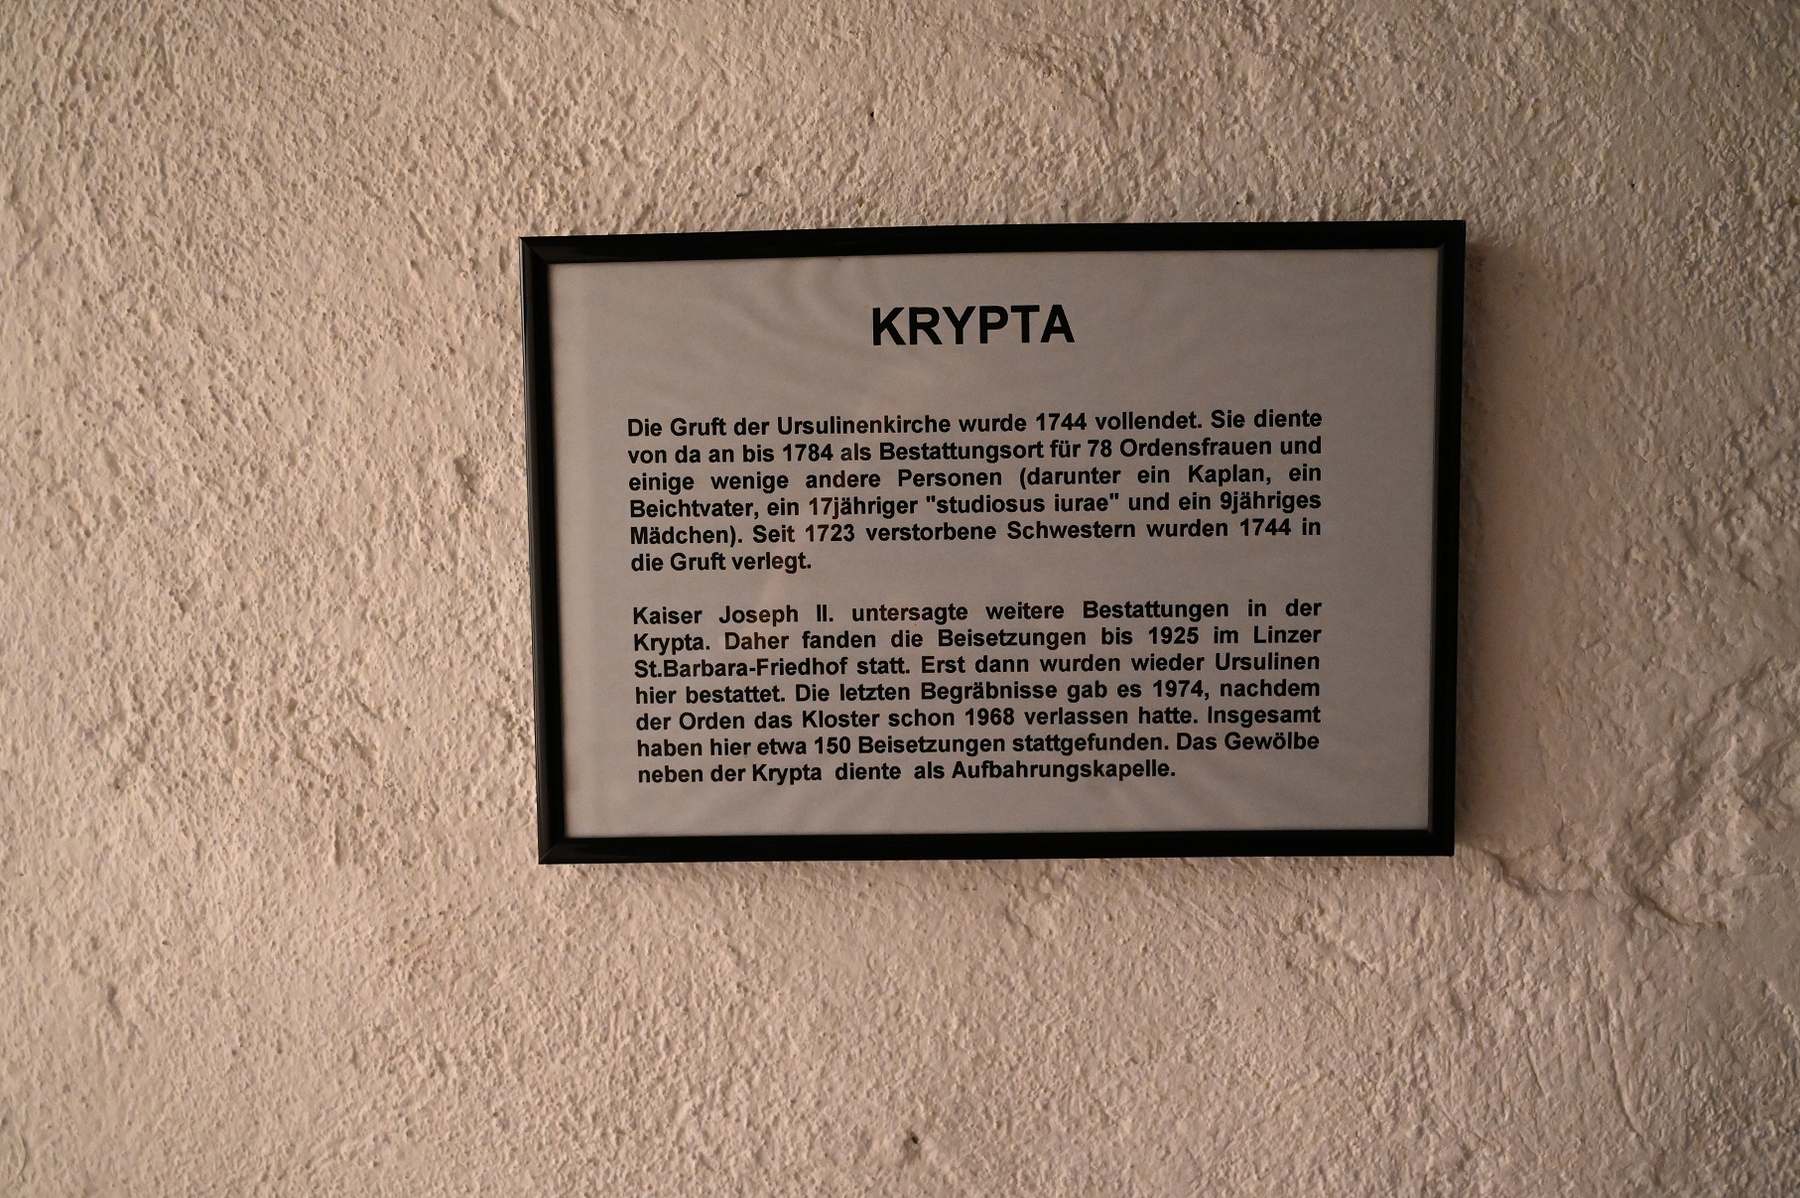 KRYPTA
Die Gruft der Ursulinenkirche wurde 1744 vollendet. Sie diente
von da an bis 1784 als Bestattungsort für 78 Ordensfrauen und
einige wenige andere Personen (darunter ein Kaplan, ein
Beichtvater, ein 17jähriger "studiosus iurae" und ein 9jähriges
Mädchen). Seit 1723 verstorbene Schwestern wurden 1744 in
die Gruft verlegt.
Kaiser Joseph II. untersagte weitere Bestattungen in der
Krypta. Daher fanden die Beisetzungen bis 1925 im Linzer
St.Barbara-Friedhof statt. Erst dann wurden wieder Ursulinen
hier bestattet. Die letzten Begräbnisse gab es 1974, nachdem
der Orden das Kloster schon 1968 verlassen hatte. Insgesamt
haben hier etwa 150 Beisetzungen stattgefunden. Das Gewölbe
neben der Krypta diente als Aufbahrungskapelle.